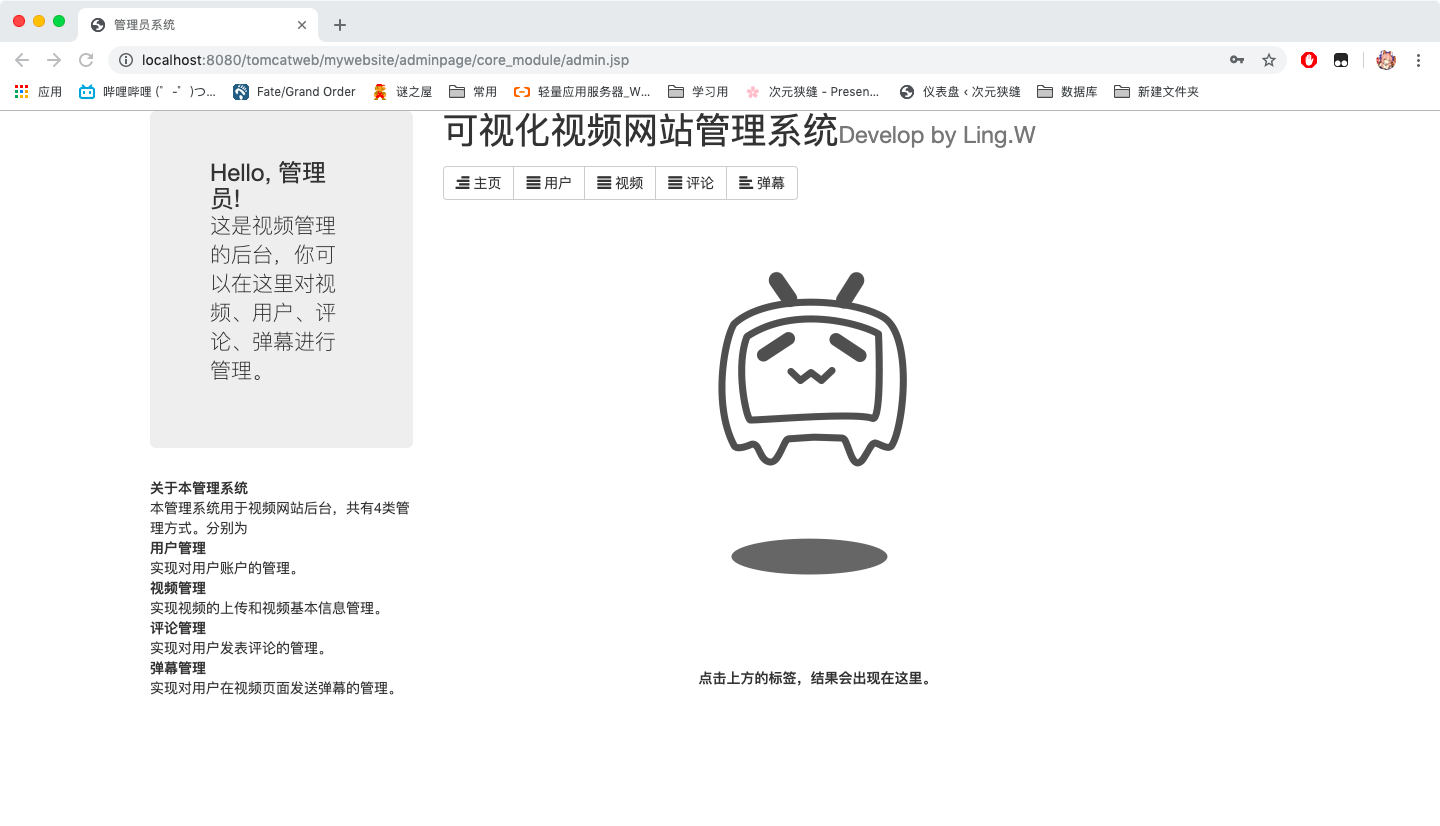 管理员系统
localhost:8080/tomcatweb/mywebsite/adminpage/core_module/admin.jsp
应用 哔哩哔哩 (゜-゜)つ... Fate/Grand Order 谜之屋 常用 轻量应用服务器_W... 学习用 次元狭缝 - Presen... 仪表盘 ‹ 次元狭缝 数据库 新建文件夹
可视化视频网站管理系统Develop by Ling.W
主页 用户 视频 评论 弹幕
Hello, 管理
员!
这是视频管理
的后台，你可
以在这里对视
频、用户、评
论、弹幕进行
管理。
关于本管理系统
本管理系统用于视频网站后台，共有4类管
理方式。分别为
用户管理
实现对用户账户的管理。
视频管理
实现视频的上传和视频基本信息管理。
评论管理
实现对用户发表评论的管理。
弹幕管理
实现对用户在视频页面发送弹幕的管理。
点击上方的标签，结果会出现在这里。